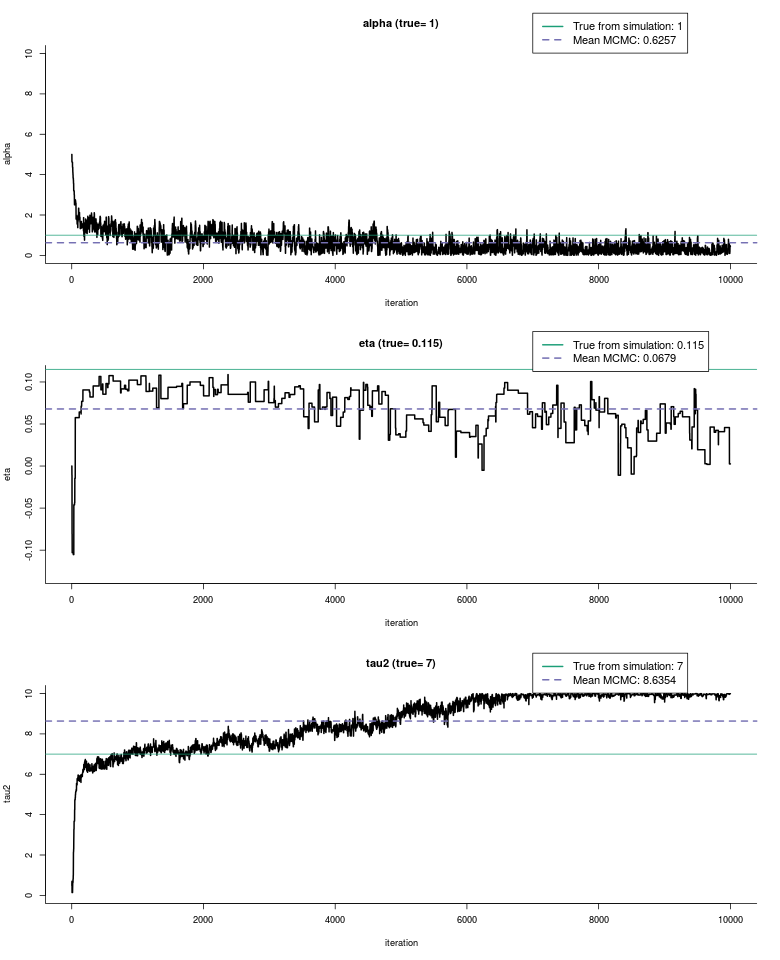 alpha (true= 1)
True from simulation: 1
Mean MCMC: 0.6257
alpha
10
8
6
4
2
0
0 2000 4000 6000 8000 10000
iteration
eta (true= 0.115)
True from simulation: 0.115
Mean MCMC: 0.0679
eta
0.10
0.05
0.00
-0.05
-0.10
0 2000 4000 6000 8000 10000
iteration
tau2 (true= 7)
True from simulation: 7
Mean MCMC: 8.6354
tau2
10
8
6
4
2
0
0 2000 4000 6000 8000 10000
iteration